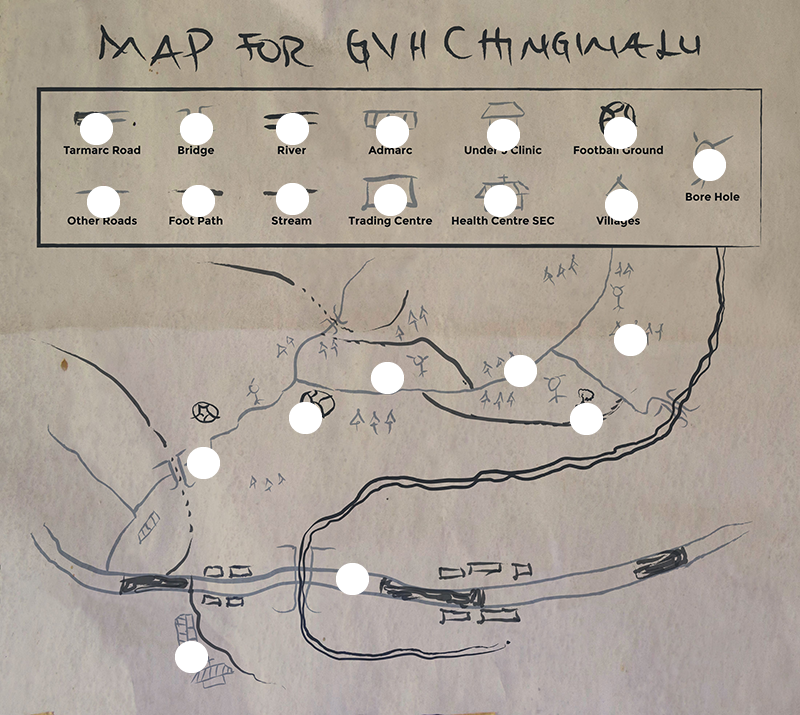 MAP FOR GVH CHINGINALU
Tarmarc Road
Bridge
River
Admarc
Under 5 Clinic
Football Ground
Bore Hole
Other Roads
Foot Path
Stream
Trading Centre
Health Centre SEC
Villages